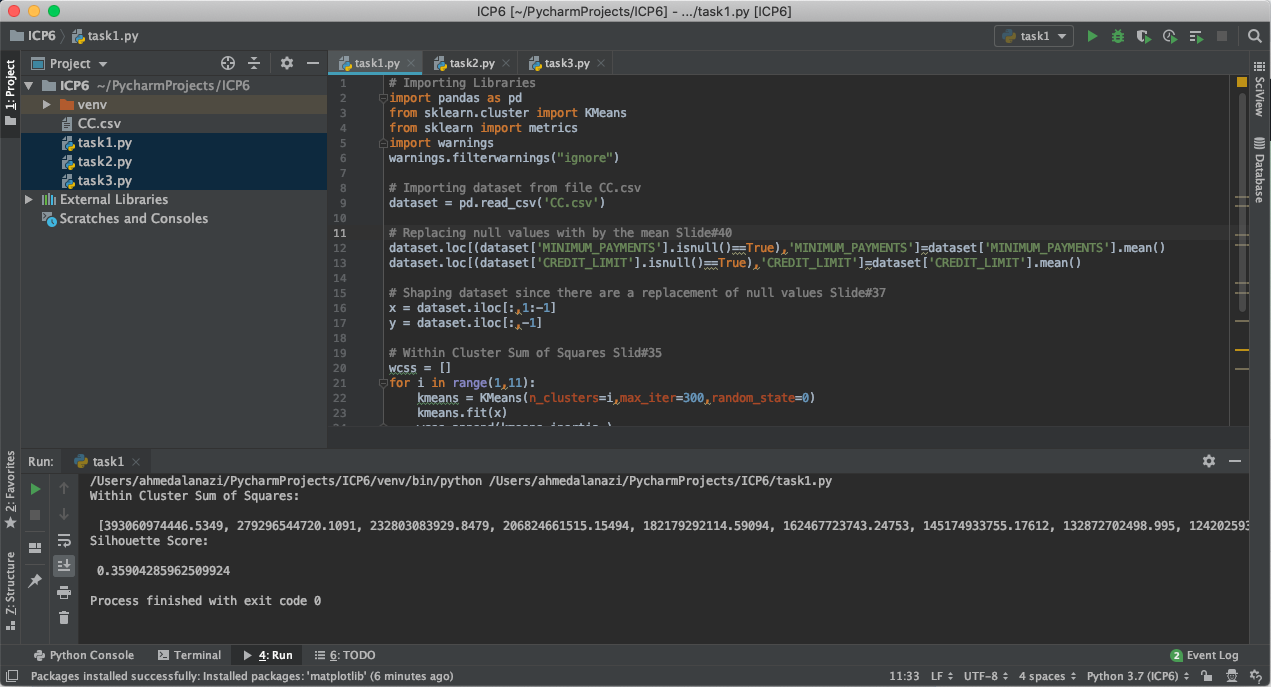 ICP6 [~/PycharmProjects/ICP6] - .../task1.py [ICP6]
ICP6 task1.py task1
1: Project
Project
ICP6 ~/PycharmProjects/ICP6
venv
CC.csv
task1.py
task2.py
task3.py
External Libraries
Scratches and Consoles
task1.py task2.py task3.py
1 # Importing Libraries
2 import pandas as pd
3 from sklearn.cluster import KMeans
4 from sklearn import metrics
5 import warnings
6 warnings.filterwarnings("ignore")
7
8 # Importing dataset from file CC.csv
9 dataset = pd.read_csv('CC.csv')
10
11 # Replacing null values with by the mean Slide#40
12 dataset.loc[(dataset['MINIMUM_PAYMENTS'].isnull()==True),'MINIMUM_PAYMENTS']=dataset['MINIMUM_PAYMENTS'].mean()
13 dataset.loc[(dataset['CREDIT_LIMIT'].isnull()==True),'CREDIT_LIMIT']=dataset['CREDIT_LIMIT'].mean()
14
15 # Shaping dataset since there are a replacement of null values Slide#37
16 x = dataset.iloc[:,1:-1]
17 y = dataset.iloc[:,-1]
18
19 # Within Cluster Sum of Squares Slid#35
20 wcss = []
21 for i in range(1,11):
22 kmeans = KMeans(n_clusters=i,max_iter=300,random_state=0)
23 kmeans.fit(x)
SciView
Database
2: Favorites
Z: Structure
Run: task1
/Users/ahmedalanazi/PycharmProjects/ICP6/venv/bin/python /Users/ahmedalanazi/PycharmProjects/ICP6/task1.py
Within Cluster Sum of Squares:
[393060974446.5349, 279296544720.1091, 232803083929.8479, 206824661515.15494, 182179292114.59094, 162467723743.24753, 145174933755.17612, 132872702498.995, 124202593
Silhouette Score:
0.35904285962509924
Process finished with exit code 0
Python Console Terminal 4: Run 6: TODO 2 Event Log
Packages installed successfully: Installed packages: 'matplotlib' (6 minutes ago) 11:33 LF UTF-8 4 spaces Python 3.7 (ICP6)